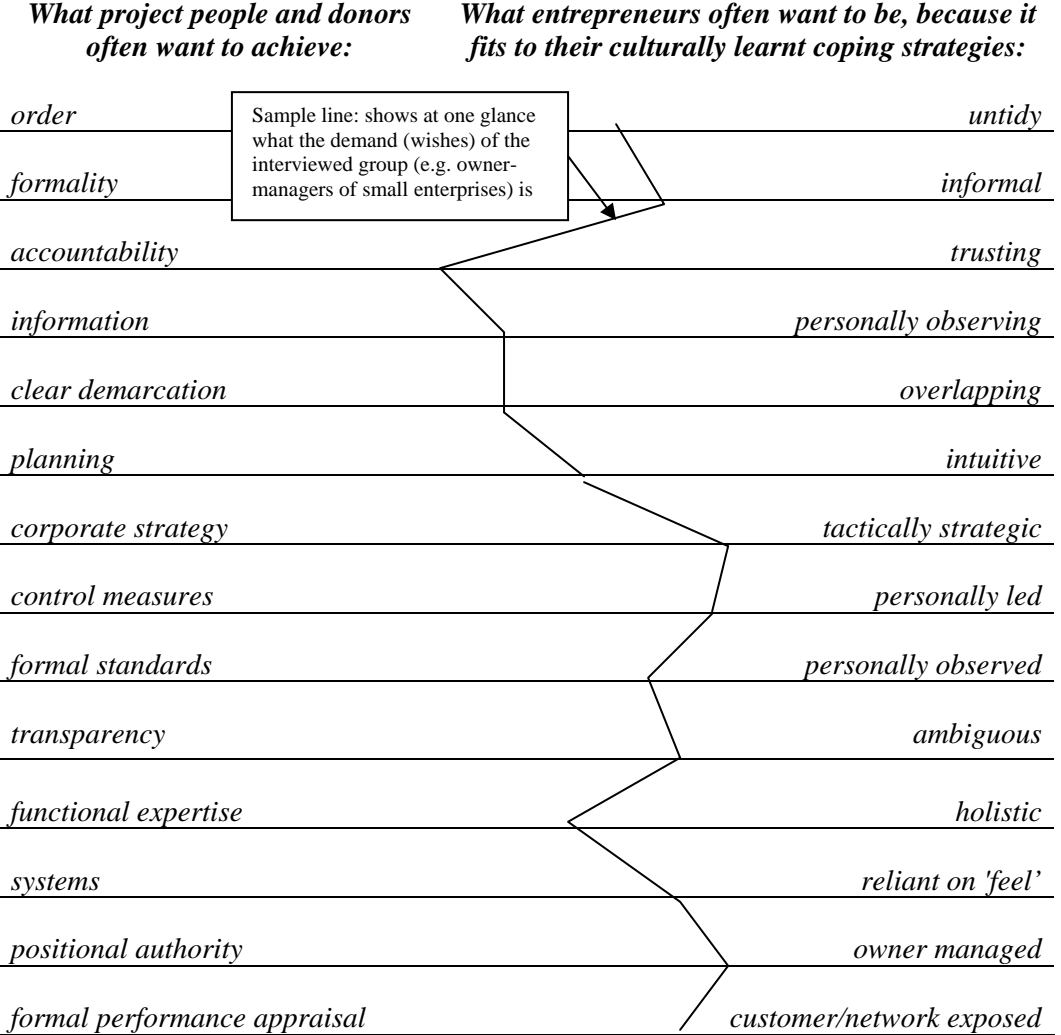 What project people and donors
often want to achieve:
What entrepreneurs often want to be, because it
fits to their culturally learnt coping strategies:
Sample line: shows at one glance
what the demand (wishes) of the
interviewed group (e.g. owner-
managers of small enterprises) is
order untidy
formality informal
accountability trusting
information personally observing
clear demarcation overlapping
planning intuitive
corporate strategy tactically strategic
control measures personally led
formal standards personally observed
transparency ambiguous
functional expertise holistic
systems reliant on 'feel’
positional authority owner managed
formal performance appraisal customer/network exposed